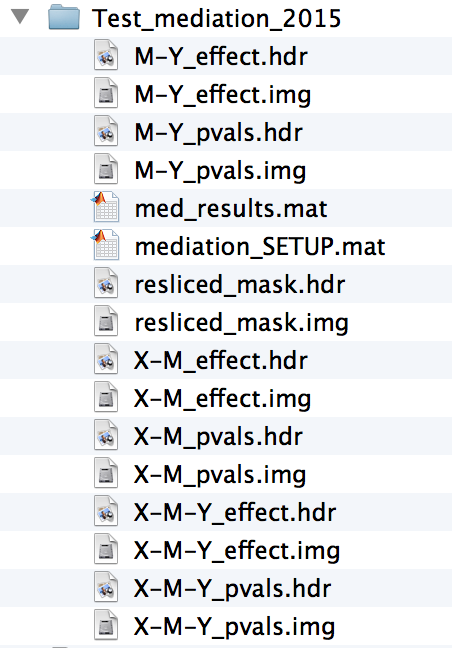 Test_mediation_2015
M-Y_effect.hdr
M-Y_effect.img
M-Y_pvals.hdr
M-Y_pvals.img
med_results.mat
mediation_SETUP.mat
resliced_mask.hdr
resliced_mask.img
X-M_effect.hdr
X-M_effect.img
X-M_pvals.hdr
X-M_pvals.img
X-M-Y_effect.hdr
X-M-Y_effect.img
X-M-Y_pvals.hdr
X-M-Y_pvals.img